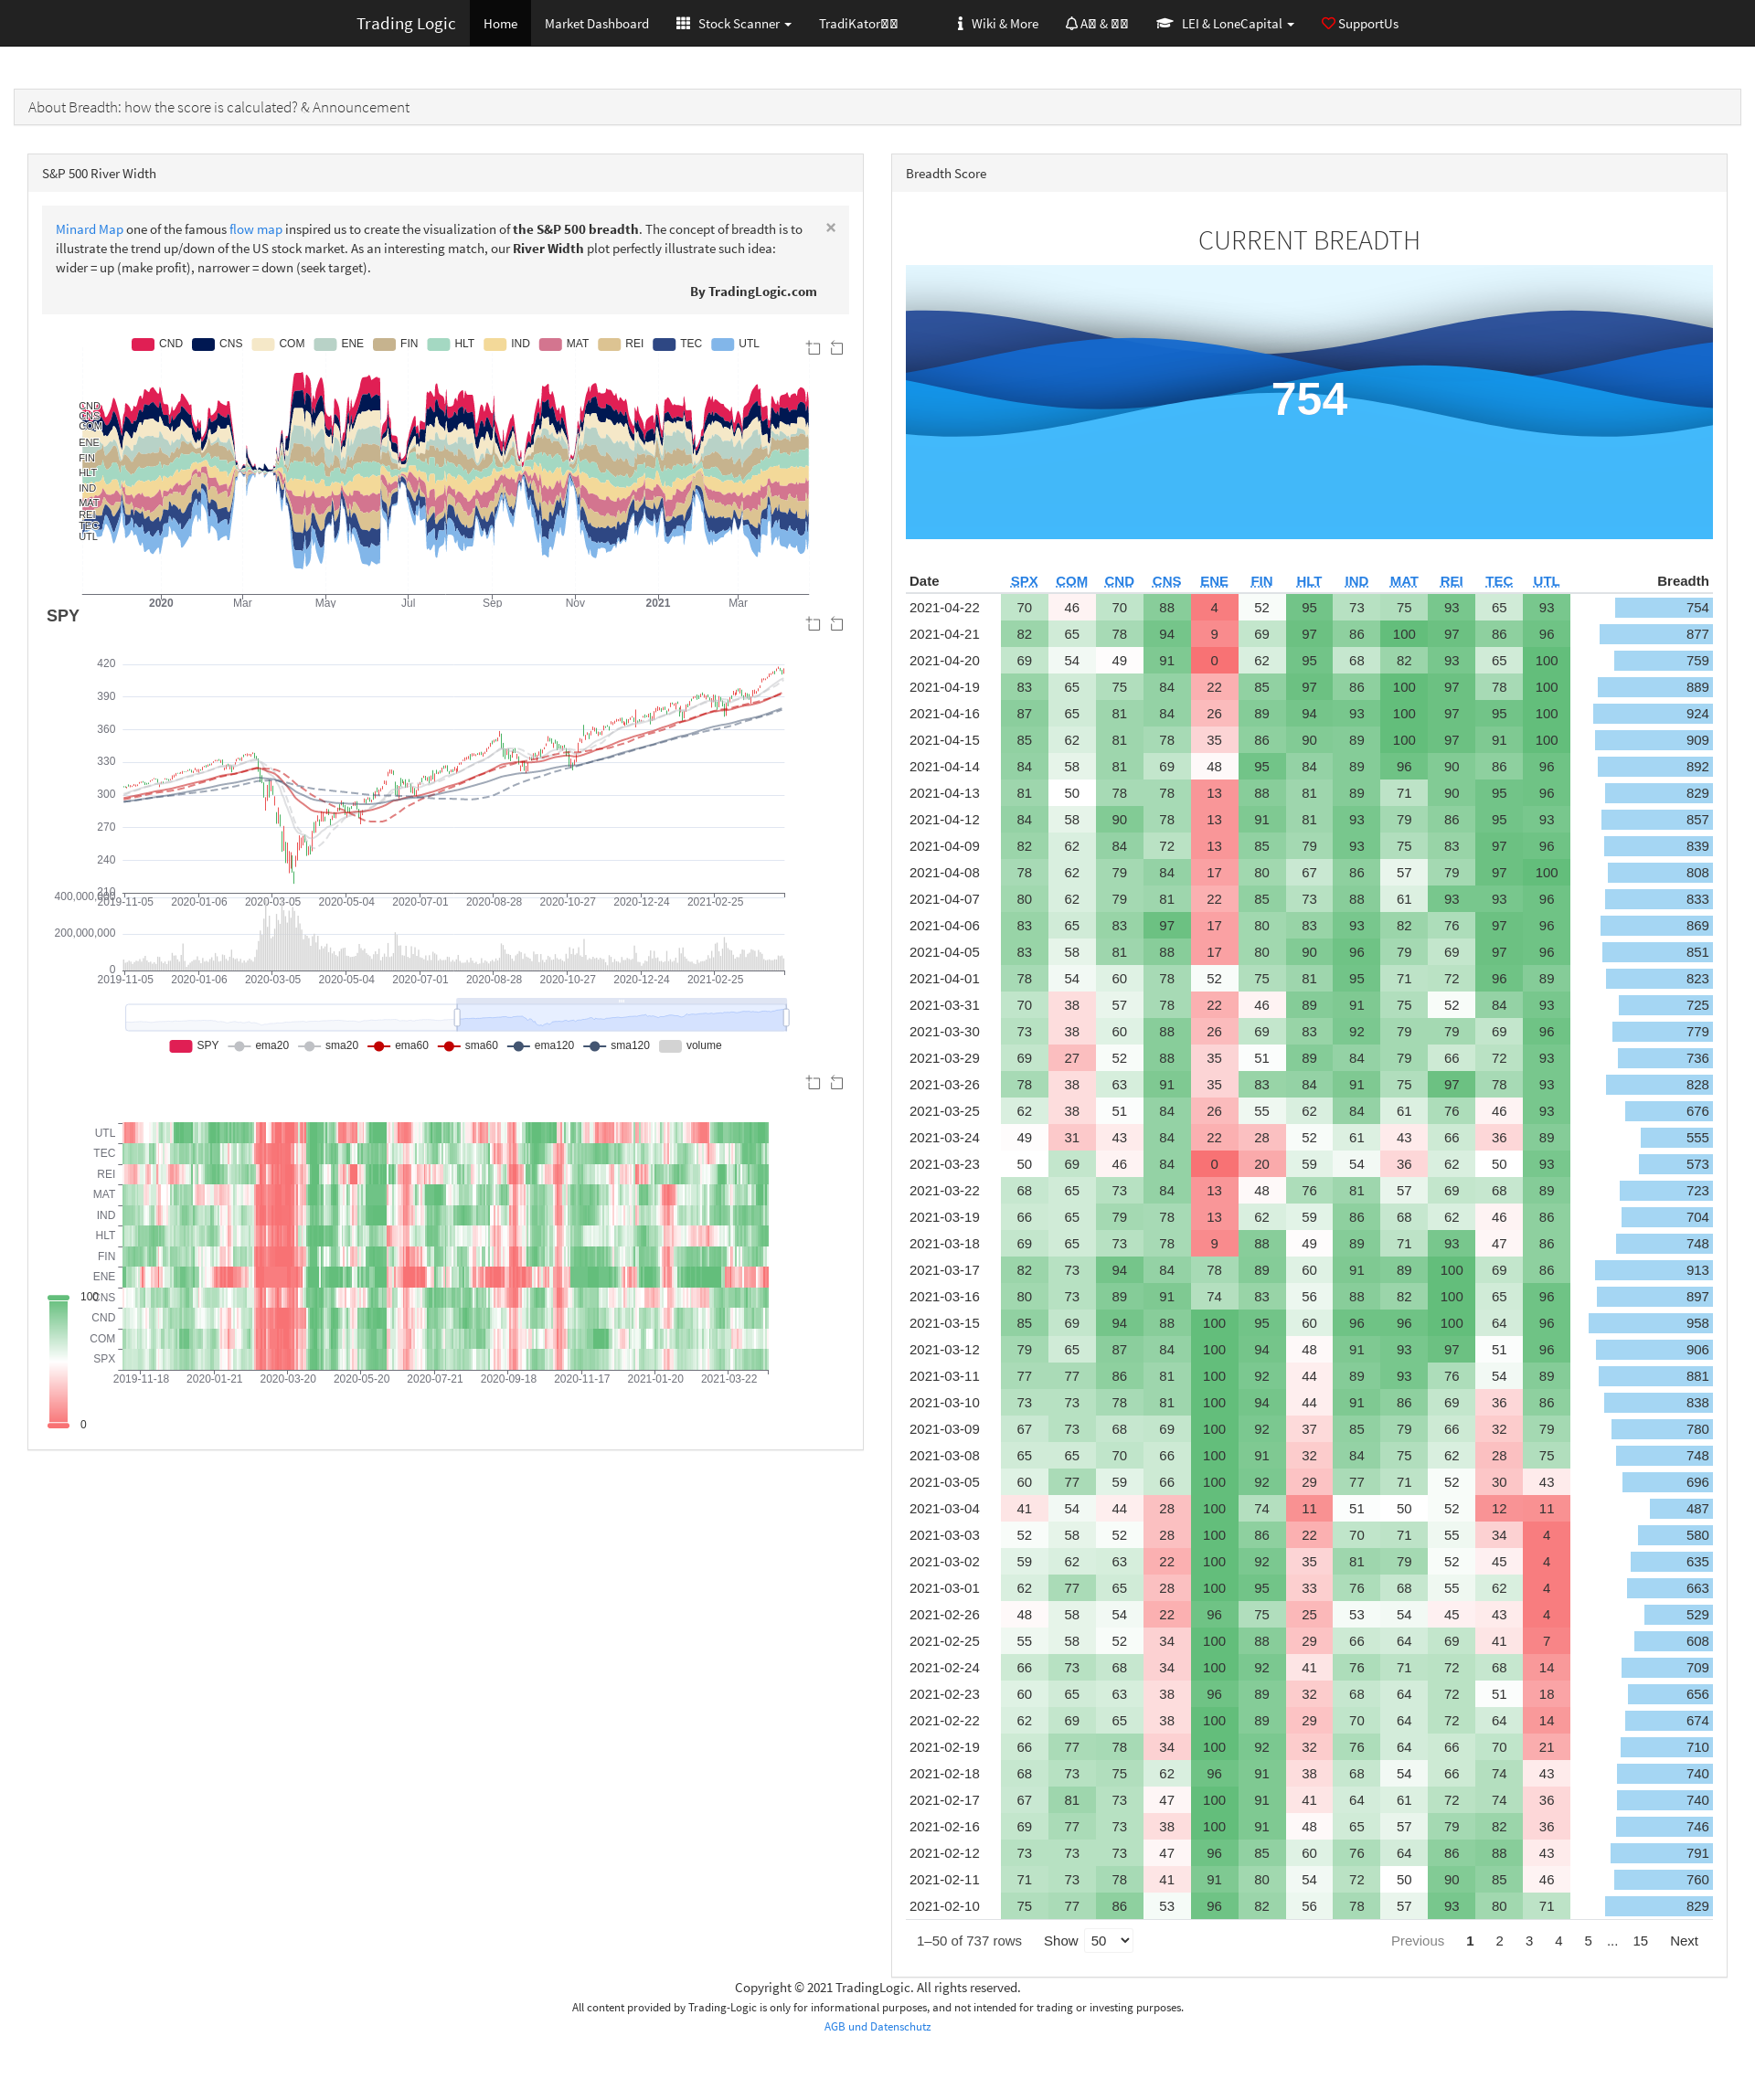 Trading Logic Home Market Dashboard Stock Scanner TradiKator Wiki & More A & LEI & LoneCapital SupportUs
About Breadth: how the score is calculated? & Announcement
S&P 500 River Width
Minard Map one of the famous flow map inspired us to create the visualization of the S&P 500 breadth. The concept of breadth is to
illustrate the trend up/down of the US stock market. As an interesting match, our River Width plot perfectly illustrate such idea:
wider = up (make profit), narrower = down (seek target).
×
By TradingLogic.com
CND CNS COM ENE FIN HLT IND MAT REI TEC UTL
CND
CNS
COM
ENE
FIN
HLT
IND
MAT
REI
TEC
UTL
2020 Mar May Jul Sep Nov 2021 Mar
SPY
420
390
360
330
300
270
240
210
2019-11-05 2020-01-06 2020-03-05 2020-05-04 2020-07-01 2020-08-28 2020-10-27 2020-12-24 2021-02-25
400,000,000
200,000,000
0
2019-11-05 2020-01-06 2020-03-05 2020-05-04 2020-07-01 2020-08-28 2020-10-27 2020-12-24 2021-02-25
SPY ema20 sma20 ema60 sma60 ema120 sma120 volume
UTL
TEC
REI
MAT
IND
HLT
FIN
ENE
CNS
CND
COM
SPX
100
0
2019-11-18 2020-01-21 2020-03-20 2020-05-20 2020-07-21 2020-09-18 2020-11-17 2021-01-20 2021-03-22
Breadth Score
CURRENT BREADTH
754
Date SPX COM CND CNS ENE FIN HLT IND MAT REI TEC UTL Breadth
2021-04-22 70 46 70 88 4 52 95 73 75 93 65 93 754
2021-04-21 82 65 78 94 9 69 97 86 100 97 86 96 877
2021-04-20 69 54 49 91 0 62 95 68 82 93 65 100 759
2021-04-19 83 65 75 84 22 85 97 86 100 97 78 100 889
2021-04-16 87 65 81 84 26 89 94 93 100 97 95 100 924
2021-04-15 85 62 81 78 35 86 90 89 100 97 91 100 909
2021-04-14 84 58 81 69 48 95 84 89 96 90 86 96 892
2021-04-13 81 50 78 78 13 88 81 89 71 90 95 96 829
2021-04-12 84 58 90 78 13 91 81 93 79 86 95 93 857
2021-04-09 82 62 84 72 13 85 79 93 75 83 97 96 839
2021-04-08 78 62 79 84 17 80 67 86 57 79 97 100 808
2021-04-07 80 62 79 81 22 85 73 88 61 93 93 96 833
2021-04-06 83 65 83 97 17 80 83 93 82 76 97 96 869
2021-04-05 83 58 81 88 17 80 90 96 79 69 97 96 851
2021-04-01 78 54 60 78 52 75 81 95 71 72 96 89 823
2021-03-31 70 38 57 78 22 46 89 91 75 52 84 93 725
2021-03-30 73 38 60 88 26 69 83 92 79 79 69 96 779
2021-03-29 69 27 52 88 35 51 89 84 79 66 72 93 736
2021-03-26 78 38 63 91 35 83 84 91 75 97 78 93 828
2021-03-25 62 38 51 84 26 55 62 84 61 76 46 93 676
2021-03-24 49 31 43 84 22 28 52 61 43 66 36 89 555
2021-03-23 50 69 46 84 0 20 59 54 36 62 50 93 573
2021-03-22 68 65 73 84 13 48 76 81 57 69 68 89 723
2021-03-19 66 65 79 78 13 62 59 86 68 62 46 86 704
2021-03-18 69 65 73 78 9 88 49 89 71 93 47 86 748
2021-03-17 82 73 94 84 78 89 60 91 89 100 69 86 913
2021-03-16 80 73 89 91 74 83 56 88 82 100 65 96 897
2021-03-15 85 69 94 88 100 95 60 96 96 100 64 96 958
2021-03-12 79 65 87 84 100 94 48 91 93 97 51 96 906
2021-03-11 77 77 86 81 100 92 44 89 93 76 54 89 881
2021-03-10 73 73 78 81 100 94 44 91 86 69 36 86 838
2021-03-09 67 73 68 69 100 92 37 85 79 66 32 79 780
2021-03-08 65 65 70 66 100 91 32 84 75 62 28 75 748
2021-03-05 60 77 59 66 100 92 29 77 71 52 30 43 696
2021-03-04 41 54 44 28 100 74 11 51 50 52 12 11 487
2021-03-03 52 58 52 28 100 86 22 70 71 55 34 4 580
2021-03-02 59 62 63 22 100 92 35 81 79 52 45 4 635
2021-03-01 62 77 65 28 100 95 33 76 68 55 62 4 663
2021-02-26 48 58 54 22 96 75 25 53 54 45 43 4 529
2021-02-25 55 58 52 34 100 88 29 66 64 69 41 7 608
2021-02-24 66 73 68 34 100 92 41 76 71 72 68 14 709
2021-02-23 60 65 63 38 96 89 32 68 64 72 51 18 656
2021-02-22 62 69 65 38 100 89 29 70 64 72 64 14 674
2021-02-19 66 77 78 34 100 92 32 76 64 66 70 21 710
2021-02-18 68 73 75 62 96 91 38 68 54 66 74 43 740
2021-02-17 67 81 73 47 100 91 41 64 61 72 74 36 740
2021-02-16 69 77 73 38 100 91 48 65 57 79 82 36 746
2021-02-12 73 73 73 47 96 85 60 76 64 86 88 43 791
2021-02-11 71 73 78 41 91 80 54 72 50 90 85 46 760
2021-02-10 75 77 86 53 96 82 56 78 57 93 80 71 829
1–50 of 737 rows Show 50 Previous 1 2 3 4 5 ... 15 Next
Copyright © 2021 TradingLogic. All rights reserved.
All content provided by Trading-Logic is only for informational purposes, and not intended for trading or investing purposes.
AGB und Datenschutz